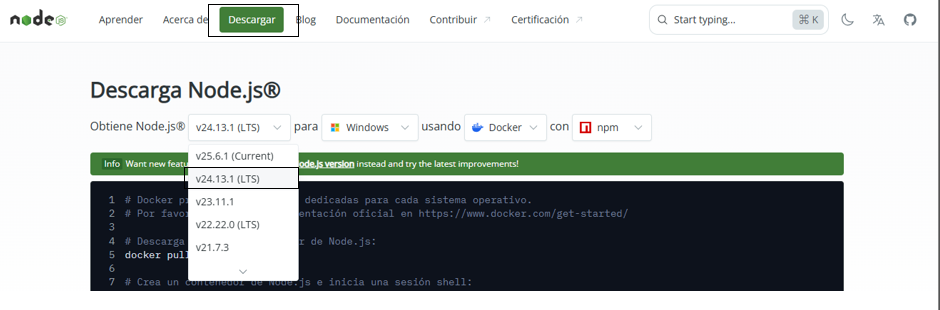 node JS
Aprender Acerca de Descargar Blog Documentación Contribuir Certificación Start typing... ⌘ K
Descarga Node.js®
Obtiene Node.js® v24.13.1 (LTS) para Windows usando Docker con npm
v25.6.1 (Current)
v24.13.1 (LTS)
v23.11.1
v22.22.0 (LTS)
v21.7.3
Info Want new featu ode.js version instead and try the latest improvements!
1 # Docker pr dedicadas para cada sistema operativo.
2 # Por favor entación oficial en https://www.docker.com/get-started/
3
4 # Descarga r de Node.js:
5 docker pull
6
7 # Crea un contenedor de Node.js e inicia una sesión shell: